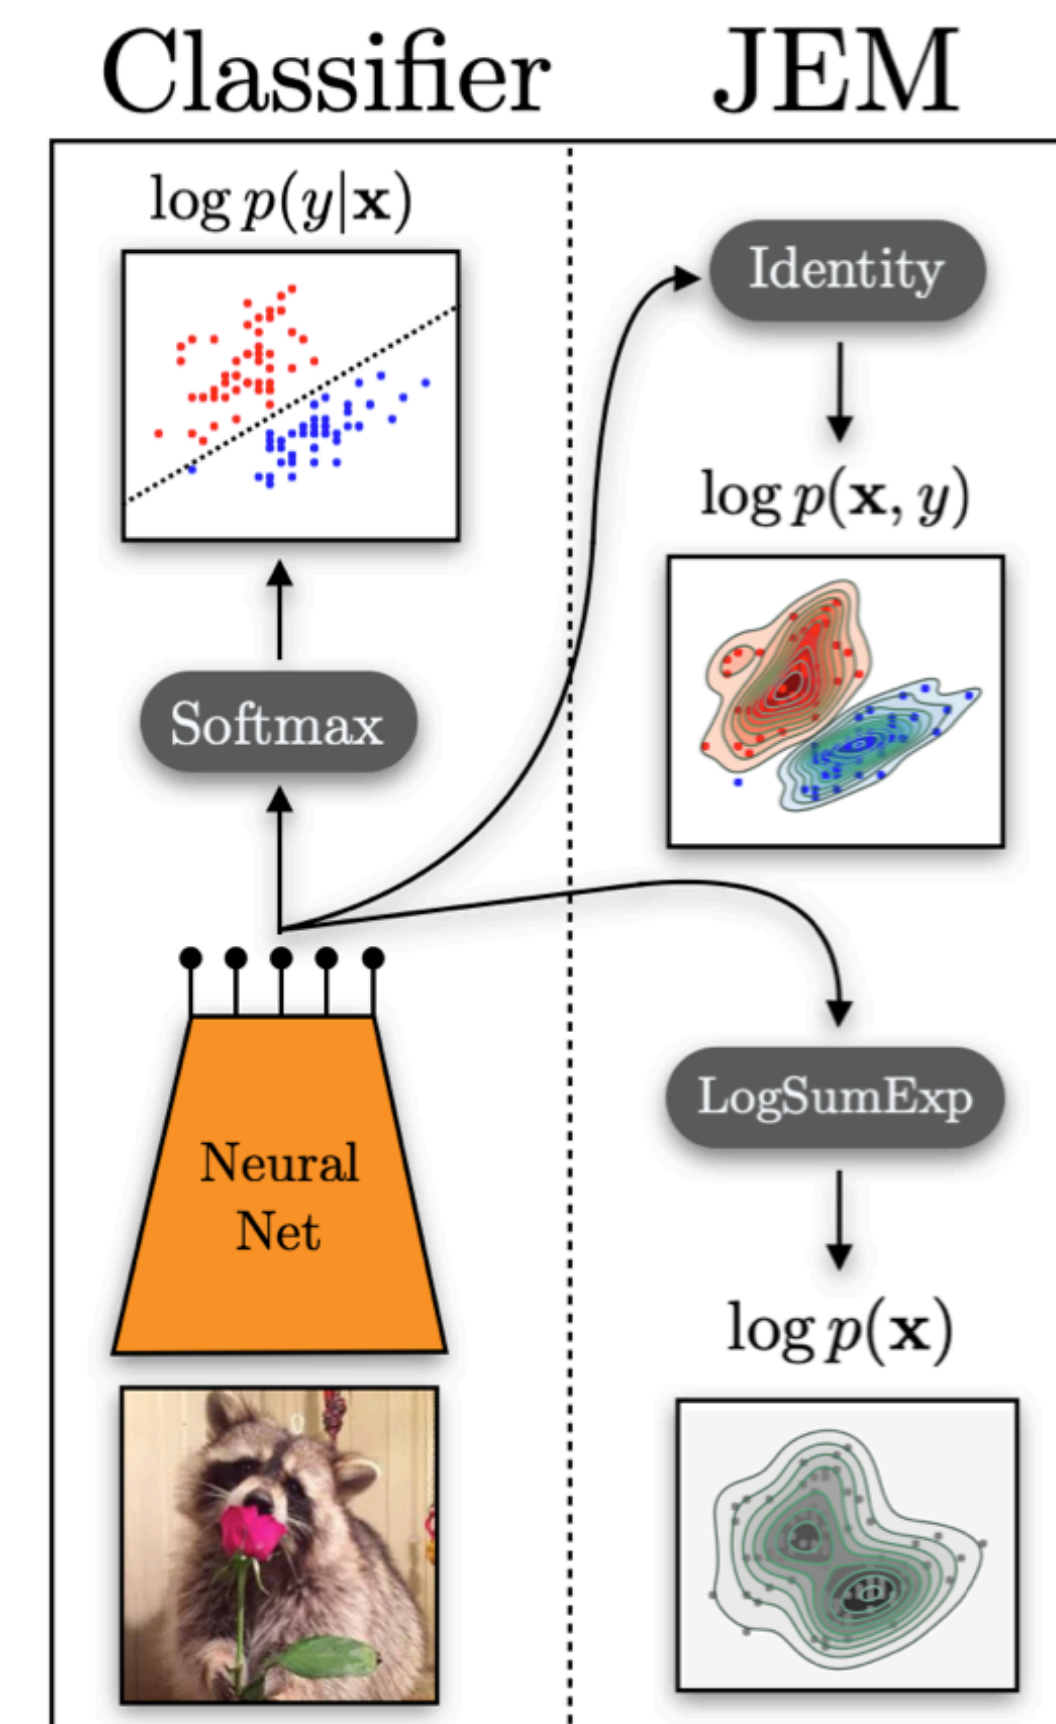 Classifier
JEM
log p(y|x)
Softmax
Neural
Net
Identity
log p(x, y)
LogSumExp
log p(x)